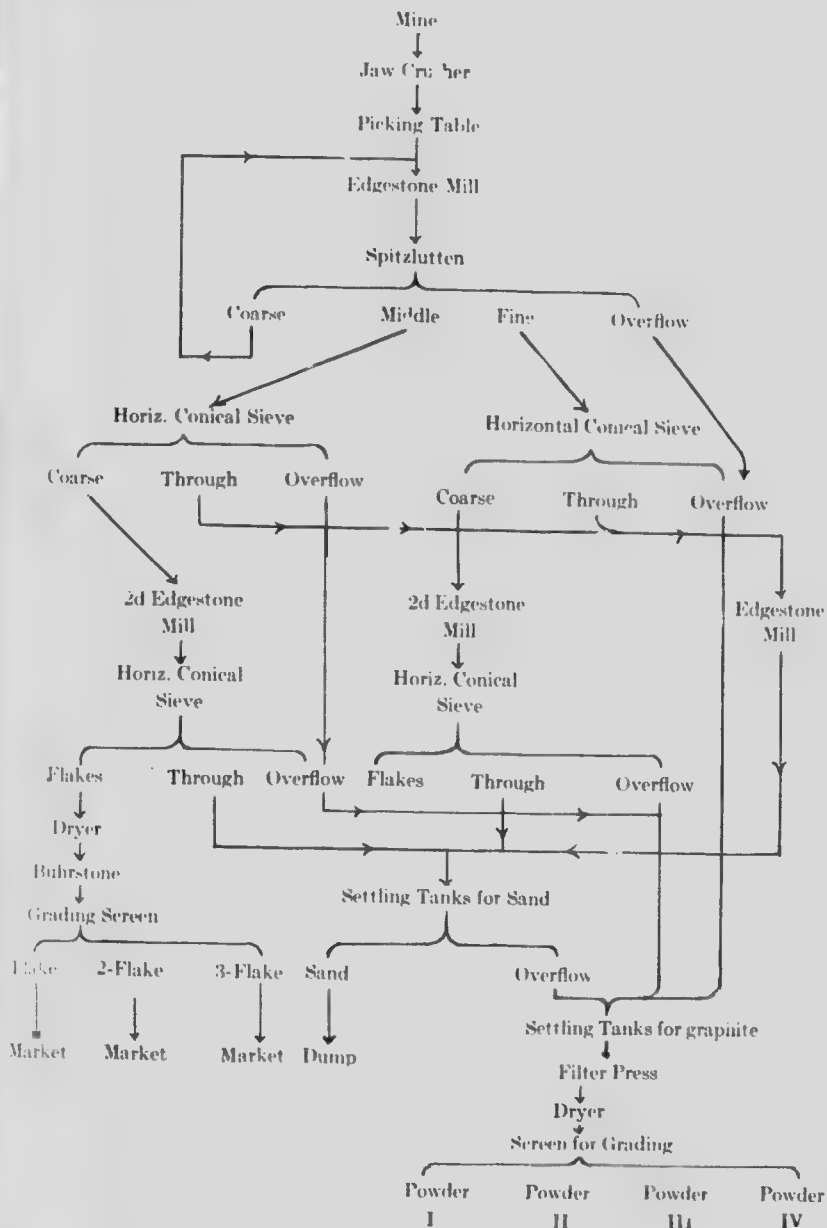 Mine
Jaw Crusher
Picking Table
Edgestone Mill
Spitzlutten
Coarse Middle Fine Overflow
Horiz. Conical Sieve
Horizontal Conical Sieve
Coarse Through Overflow
Coarse Through Overflow
2d Edgestone
Mill
2d Edgestone
Mill
Edgestone
Mill
Horiz. Conical
Sieve
Horiz. Conical
Sieve
Flakes Through Overflow Flakes Through Overflow
Dryer
Buhrstone
Settling Tanks for Sand
Grading Screen
2-Flake 3-Flake Sand Overflow
Market Market Market Dump
Settling Tanks for graphite
Filter Press
Dryer
Screen for Grading
Powder Powder Powder Powder
I II III IV